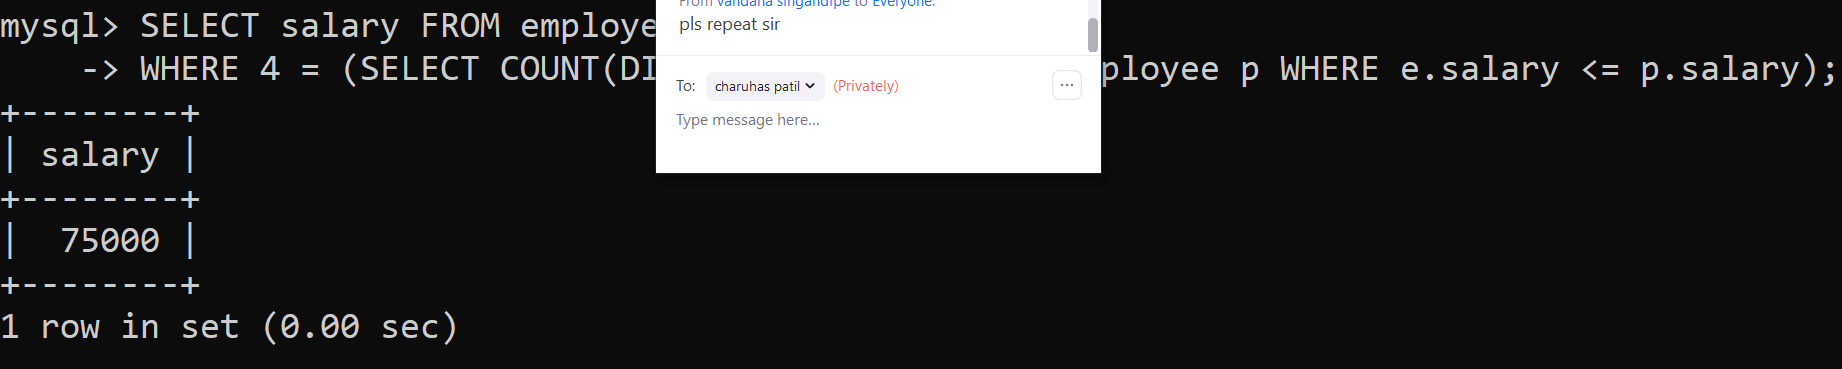 mysql> SELECT salary FROM employe
From vandana singandipe to Everyone:
pls repeat sir
-> WHERE 4 = (SELECT COUNT(DI ployee p WHERE e.salary <= p.salary);
To: charuhas patil (Privately) ...
Type message here...
+--------+
| salary |
+--------+
| 75000 |
+--------+
1 row in set (0.00 sec)